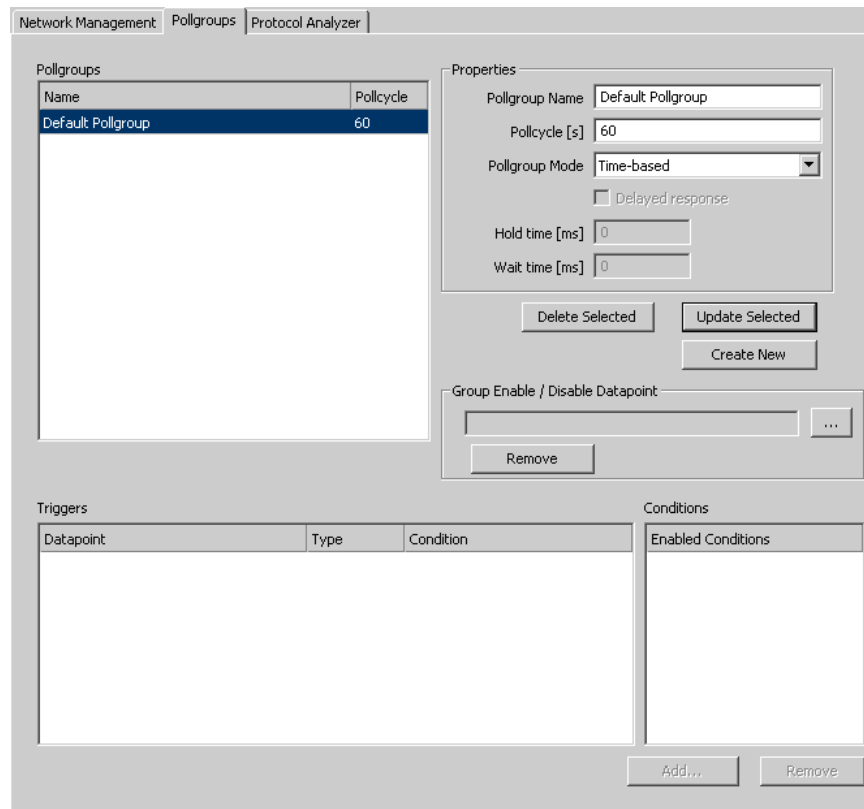 Network Management Pollgroups Protocol Analyzer
Pollgroups
Name Pollcycle
Default Pollgroup 60
Properties
Pollgroup Name Default Pollgroup
Pollcycle [s] 60
Pollgroup Mode Time-based
Delayed response
Hold time [ms] 0
Wait time [ms] 0
Delete Selected Update Selected
Create New
Group Enable / Disable Datapoint
...
Remove
Triggers
Datapoint Type Condition
Conditions
Enabled Conditions
Add... Remove